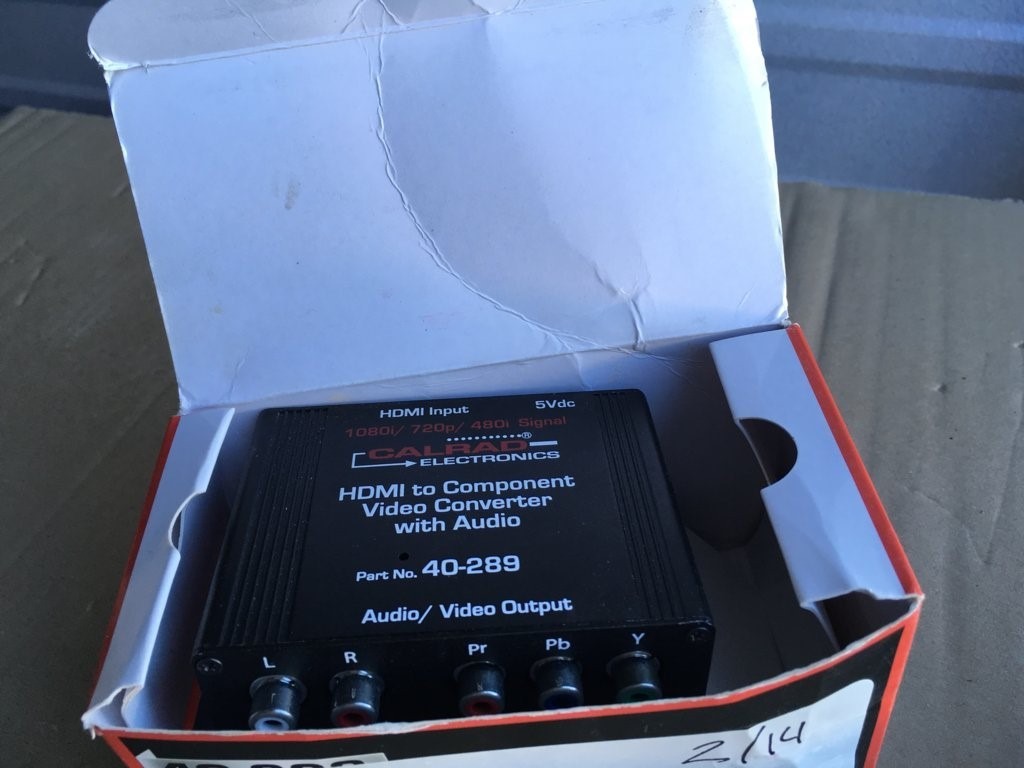 HDMI Input 5Vdc
1080i/ 720p/ 480i Signal
CALRAD®
ELECTRONICS
HDMI to Component
Video Converter
with Audio
Part No. 40-289
Audio/ Video Output
L R Pr Pb Y
2/14